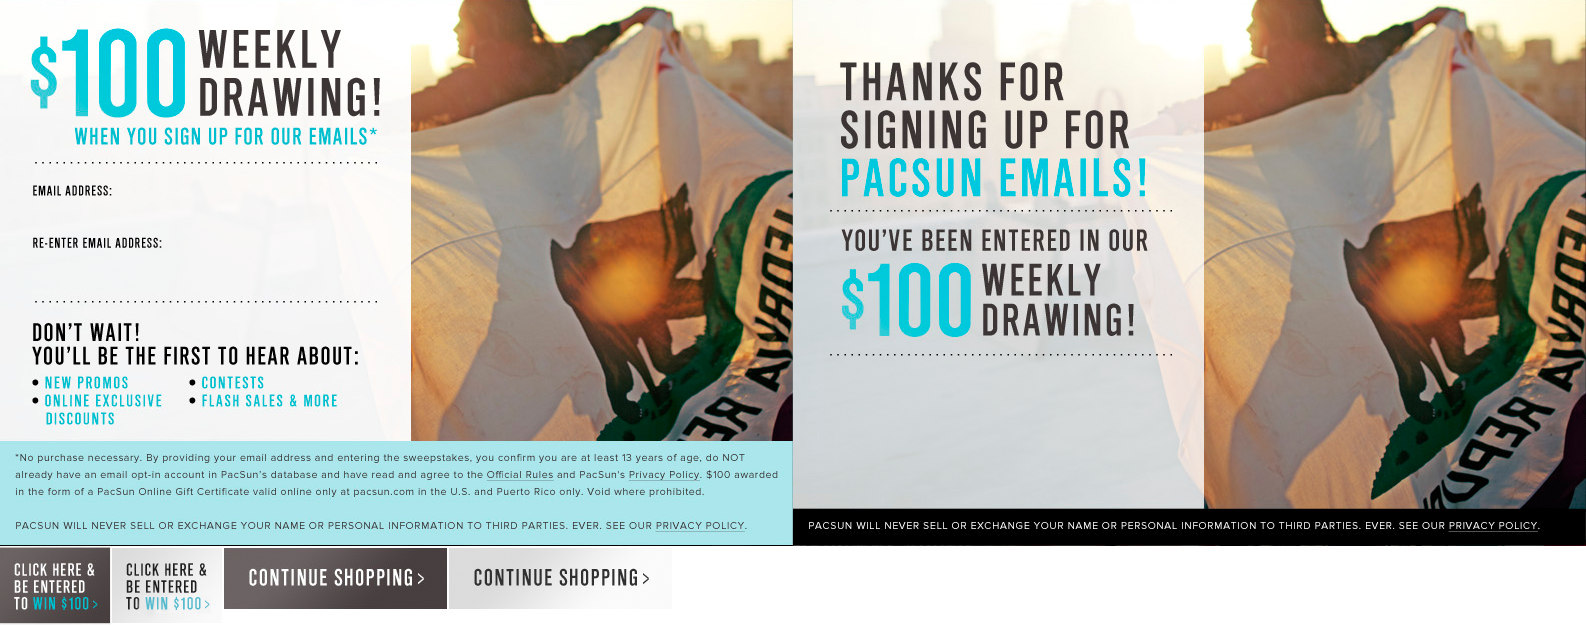 $100 WEEKLY
DRAWING!
WHEN YOU SIGN UP FOR OUR EMAILS*
EMAIL ADDRESS:
RE-ENTER EMAIL ADDRESS:
DON'T WAIT!
YOU'LL BE THE FIRST TO HEAR ABOUT:
• NEW PROMOS
• ONLINE EXCLUSIVE
DISCOUNTS
• CONTESTS
• FLASH SALES & MORE
*No purchase necessary. By providing your email address and entering the sweepstakes, you confirm you are at least 13 years of age, do NOT
already have an email opt-in account in PacSun's database and have read and agree to the Official Rules and PacSun's Privacy Policy. $100 awarded
in the form of a PacSun Online Gift Certificate valid online only at pacsun.com in the U.S. and Puerto Rico only. Void where prohibited.
PACSUN WILL NEVER SELL OR EXCHANGE YOUR NAME OR PERSONAL INFORMATION TO THIRD PARTIES. EVER. SEE OUR PRIVACY POLICY.
THANKS FOR
SIGNING UP FOR
PACSUN EMAILS!
YOU'VE BEEN ENTERED IN OUR
$100 WEEKLY
DRAWING!
PACSUN WILL NEVER SELL OR EXCHANGE YOUR NAME OR PERSONAL INFORMATION TO THIRD PARTIES. EVER. SEE OUR PRIVACY POLICY.
CLICK HERE &
BE ENTERED
TO WIN $100 >
CLICK HERE &
BE ENTERED
TO WIN $100 >
CONTINUE SHOPPING >
CONTINUE SHOPPING >